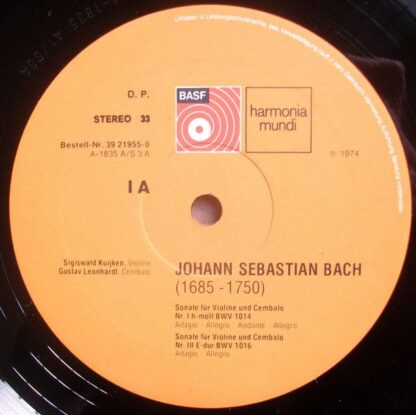 Urheber- u. Leistungsschutzrechte
D. P.
STEREO 33
Bestell-Nr. 39 21955-0
A-1835 A/S 3 A
BASF
harmonia
mundi
℗ 1974
I A
Sigiswald Kuijken, Violine
Gustav Leonhardt, Cembalo
JOHANN SEBASTIAN BACH
(1685 - 1750)
Sonate für Violine und Cembalo
Nr. I h-moll BWV 1014
Adagio Allegro Andante Allegro
Sonate für Violine und Cembalo
Nr. III E-dur BWV 1016
Adagio Allegro